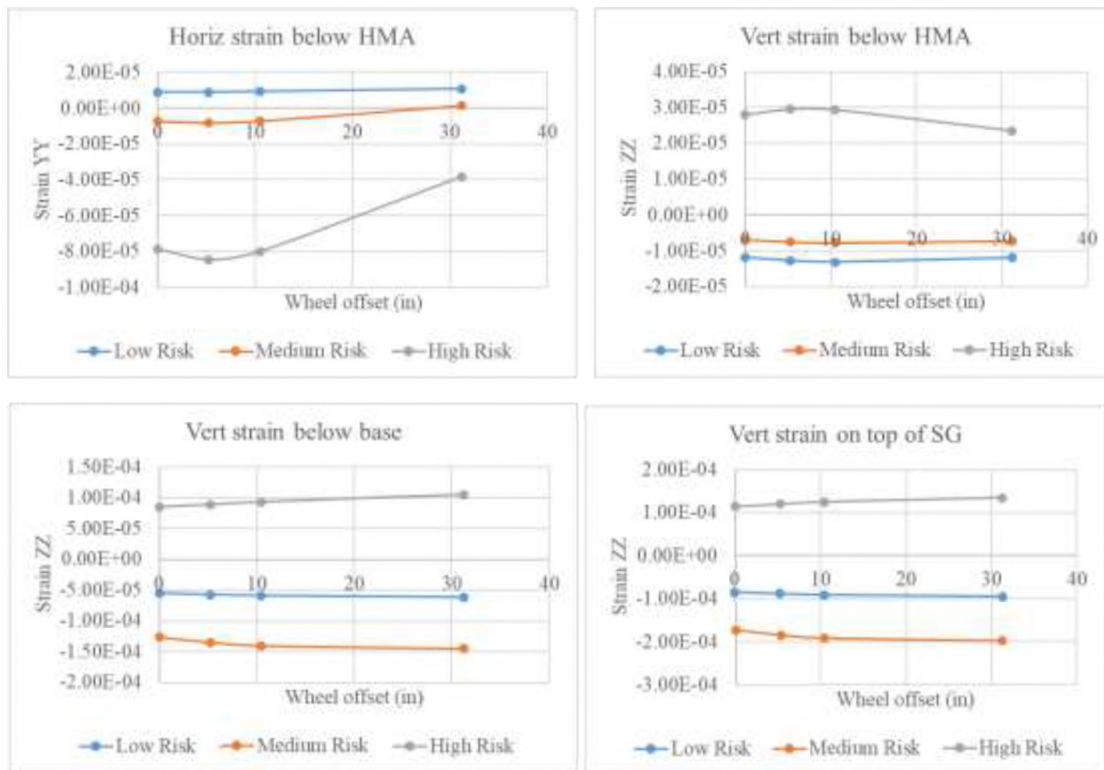 Horiz strain below HMA
2.00E-05
0.00E+00
-2.00E-05
-4.00E-05
-6.00E-05
-8.00E-05
-1.00E-04
0 10 20 30 40
Strain YY
Wheel offset (in)
Low Risk Medium Risk High Risk
Vert strain below HMA
4.00E-05
3.00E-05
2.00E-05
1.00E-05
0.00E+00
-1.00E-05
-2.00E-05
0 10 20 30 40
Strain ZZ
Wheel offset (in)
Low Risk Medium Risk High Risk
Vert strain below base
1.50E-04
1.00E-04
5.00E-05
0.00E+00
-5.00E-05
-1.00E-04
-1.50E-04
-2.00E-04
0 10 20 30 40
Strain ZZ
Wheel offset (in)
Low Risk Medium Risk High Risk
Vert strain on top of SG
2.00E-04
1.00E-04
0.00E+00
-1.00E-04
-2.00E-04
-3.00E-04
0 10 20 30 40
Strain ZZ
Wheel offset (in)
Low Risk Medium Risk High Risk